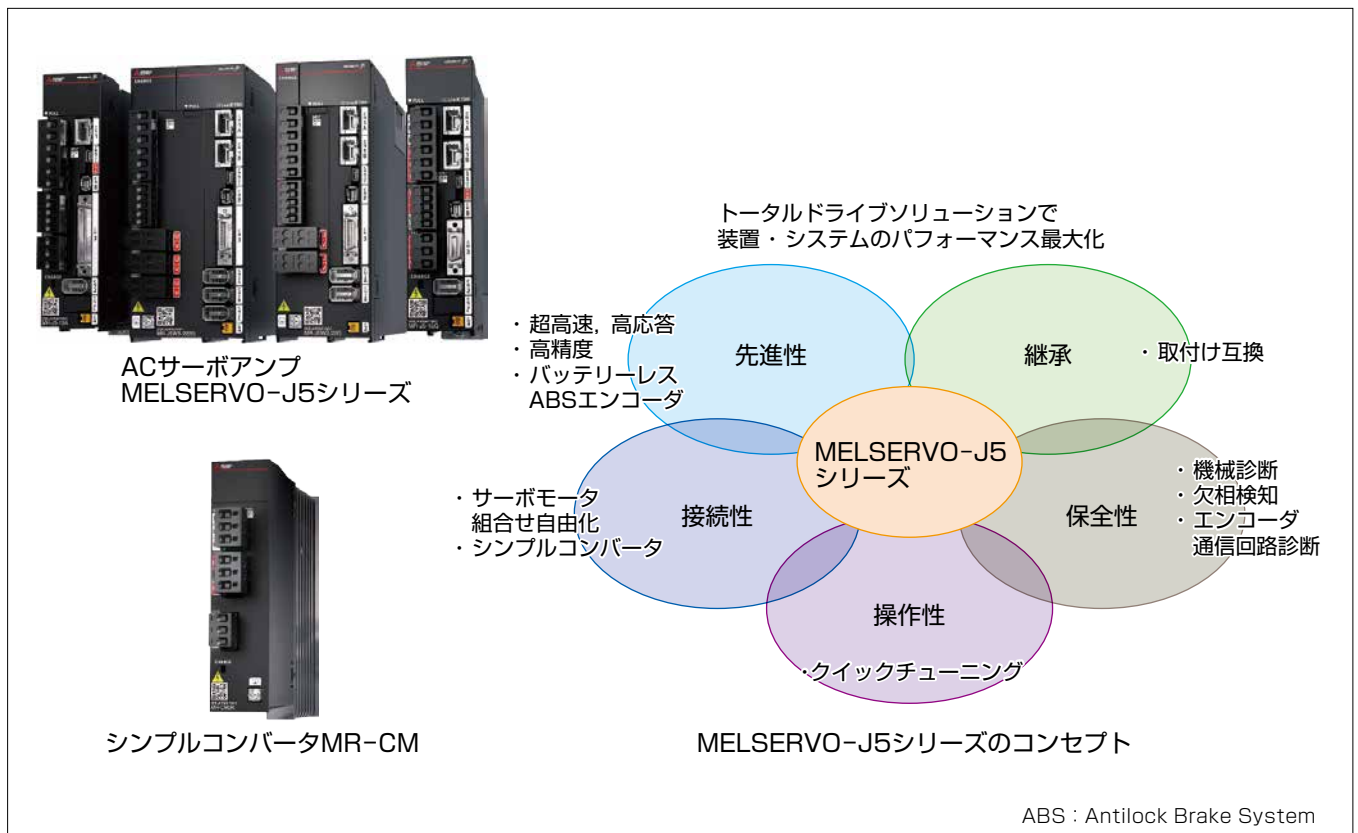 ACサーボアンプ
MELSERVO-J5シリーズ
シンプルコンバータMR-CM
トータルドライブソリューションで
装置・システムのパフォーマンス最大化
・超高速，高応答
・高精度
・バッテリーレス
ABSエンコーダ
先進性
継承
・取付け互換
MELSERVO-J5
シリーズ
・サーボモータ
組合せ自由化
・シンプルコンバータ
接続性
保全性
・機械診断
・欠相検知
・エンコーダ
通信回路診断
操作性
・クイックチューニング
MELSERVO-J5シリーズのコンセプト
ABS：Antilock Brake System